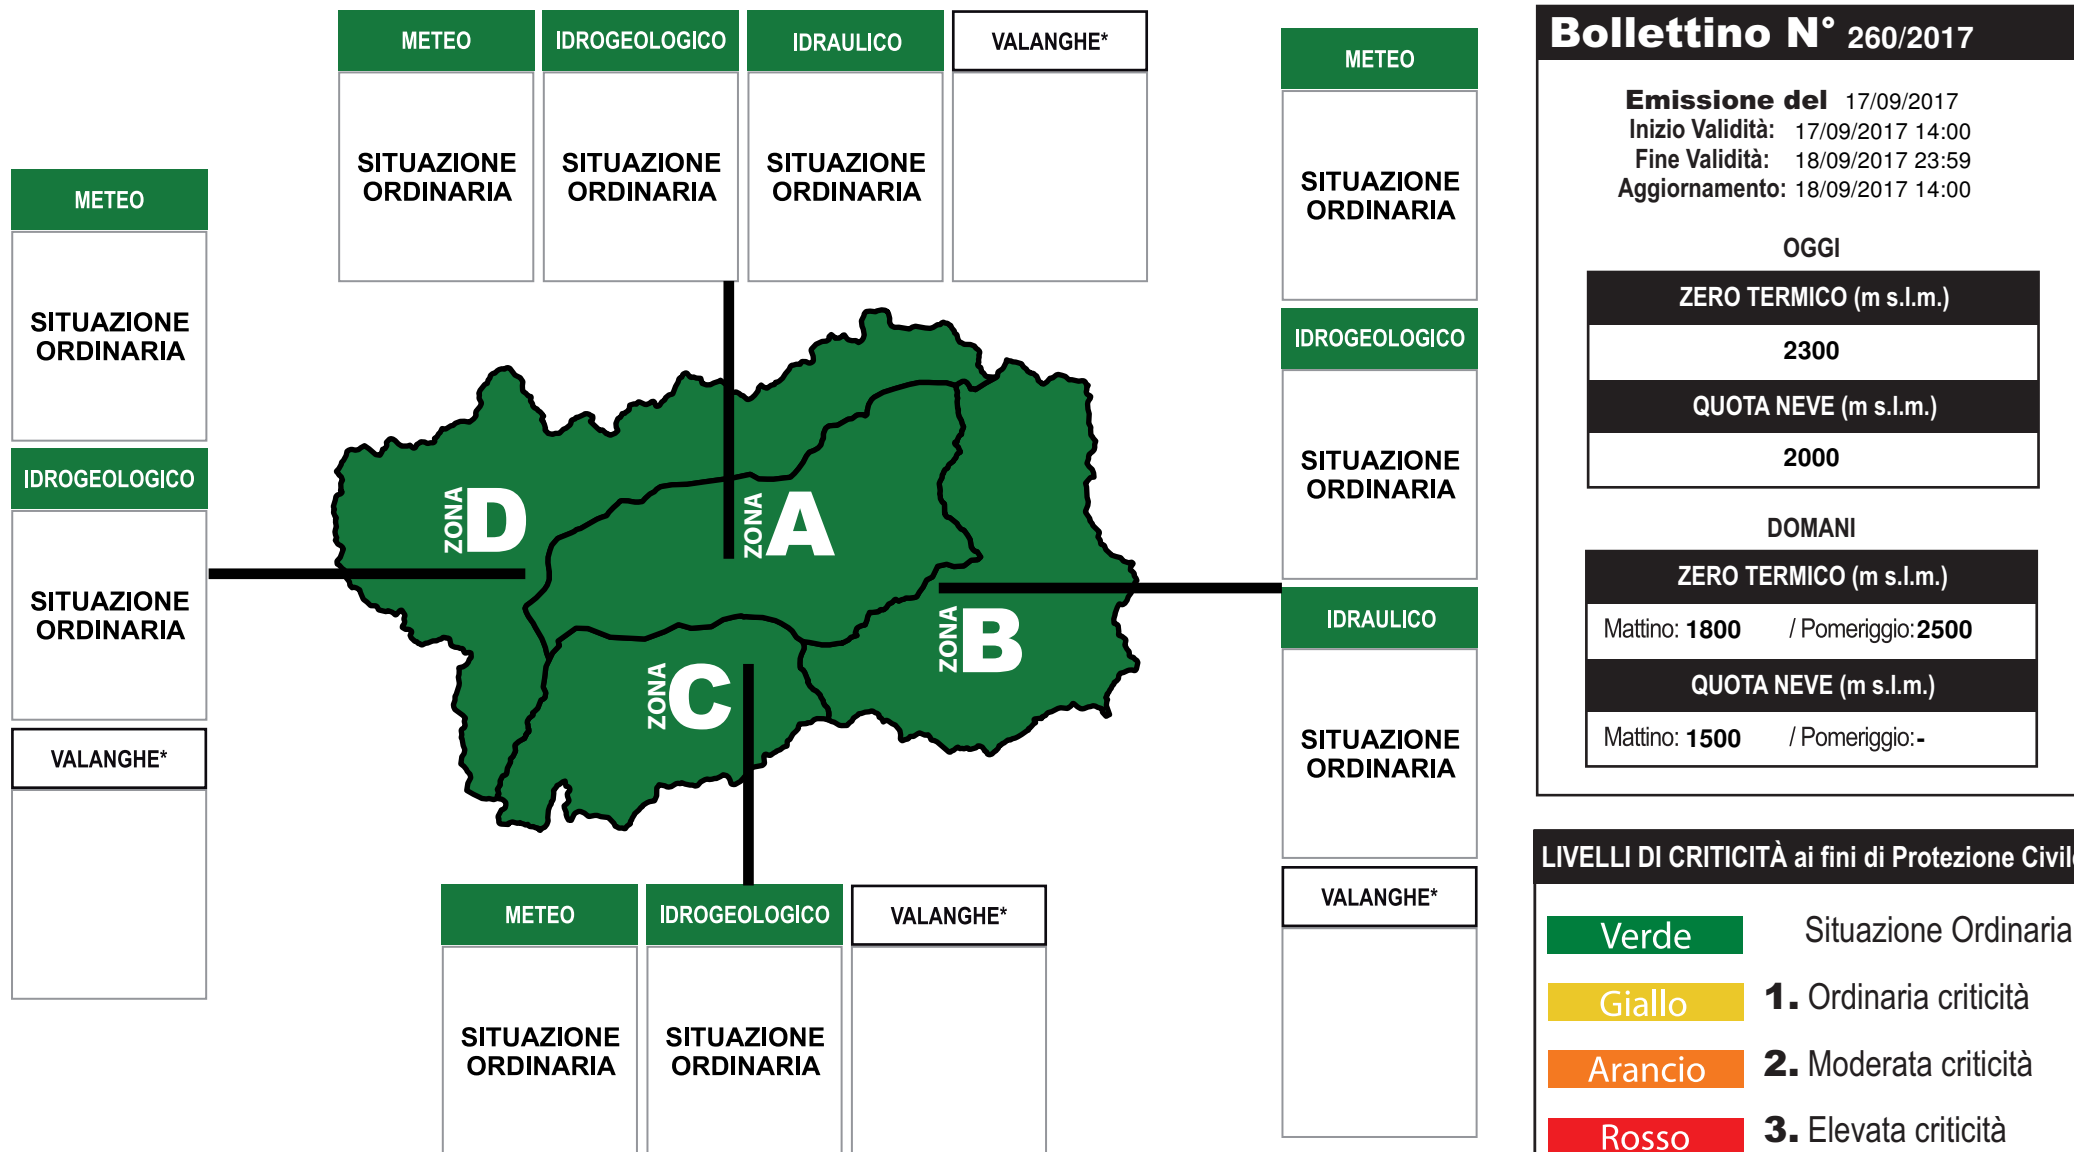 METEO
IDROGEOLOGICO
IDRAULICO
VALANGHE*
SITUAZIONE
ORDINARIA
SITUAZIONE
ORDINARIA
SITUAZIONE
ORDINARIA
METEO
SITUAZIONE
ORDINARIA
IDROGEOLOGICO
SITUAZIONE
ORDINARIA
VALANGHE*
ZONA D
ZONA A
ZONA B
ZONA C
METEO
SITUAZIONE
ORDINARIA
IDROGEOLOGICO
SITUAZIONE
ORDINARIA
IDRAULICO
SITUAZIONE
ORDINARIA
VALANGHE*
METEO
IDROGEOLOGICO
VALANGHE*
SITUAZIONE
ORDINARIA
SITUAZIONE
ORDINARIA
Bollettino N° 260/2017
Emissione del 17/09/2017
Inizio Validità: 17/09/2017 14:00
Fine Validità: 18/09/2017 23:59
Aggiornamento: 18/09/2017 14:00
OGGI
ZERO TERMICO (m s.l.m.)
2300
QUOTA NEVE (m s.l.m.)
2000
DOMANI
ZERO TERMICO (m s.l.m.)
Mattino: 1800 / Pomeriggio: 2500
QUOTA NEVE (m s.l.m.)
Mattino: 1500 / Pomeriggio: -
LIVELLI DI CRITICITÀ ai fini di Protezione Civile
Verde Situazione Ordinaria
Giallo 1. Ordinaria criticità
Arancio 2. Moderata criticità
Rosso 3. Elevata criticità